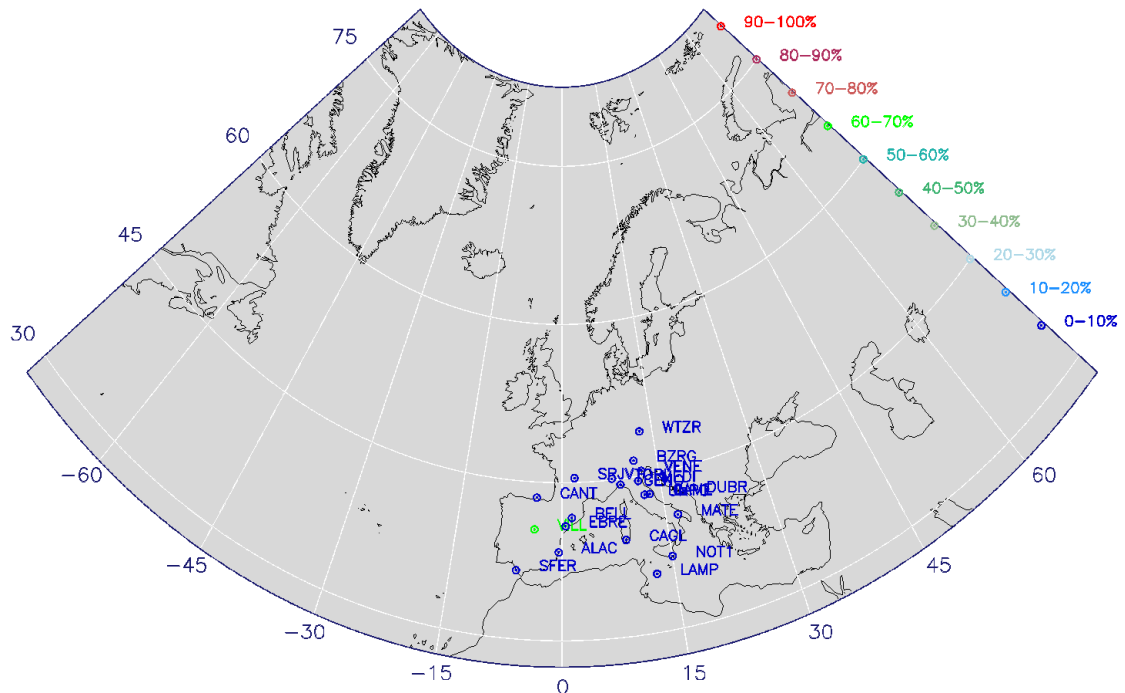 75
90−100%
80−90%
70−80%
60
60−70%
50−60%
40−50%
45
30−40%
20−30%
10−20%
30
0−10%
WTZR
BZRG
VENE
MEDI
DUBR
CANT
MATE
BELL
EBRE
VILL
CAGL
ALAC
NOT1
SFER
LAMP
−60
60
−45
45
−30
30
−15
15
0